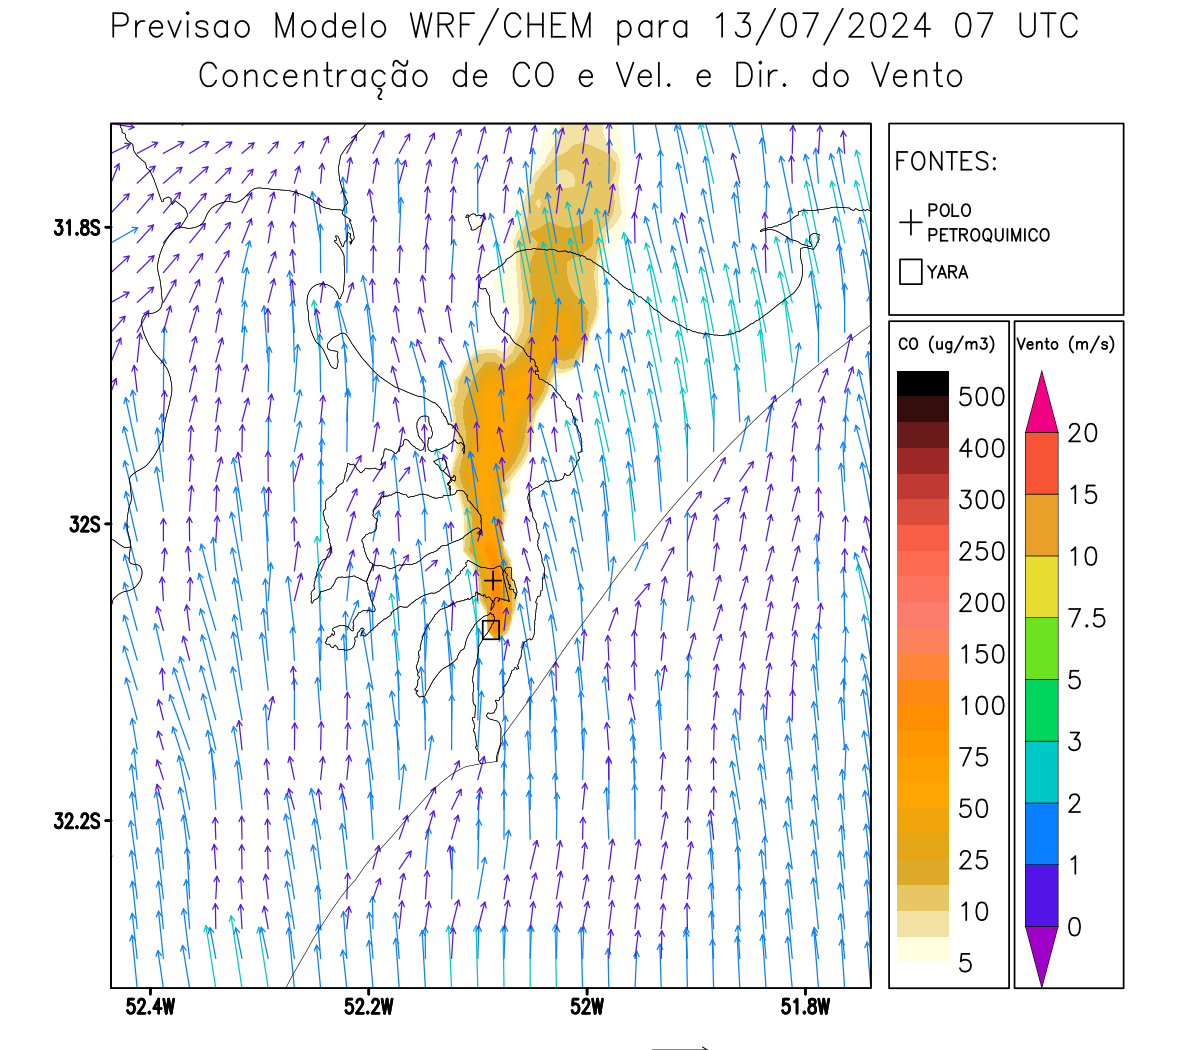 Previsao Modelo WRF/CHEM para 13/07/2024 07 UTC
Concentração de CO e Vel. e Dir. do Vento
FONTES:
POLO
PETROQUIMICO
YARA
CO (ug/m3)
500
400
300
250
200
150
100
75
50
25
10
5
Vento (m/s)
20
15
10
7.5
5
3
2
1
0
31.8S
32S
32.2S
52.4W
52.2W
52W
51.8W